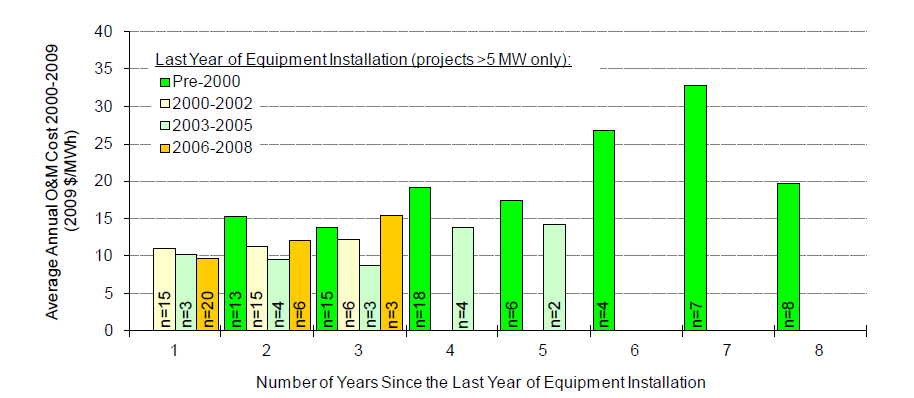 Average Annual O&M Cost 2000-2009
(2009 $/MWh)
40
35
30
25
20
15
10
5
0
Last Year of Equipment Installation (projects >5 MW only):
Pre-2000
2000-2002
2003-2005
2006-2008
n=15
n=3
n=20
n=13
n=15
n=4
n=6
n=15
n=6
n=3
n=3
n=18
n=4
n=6
n=2
n=4
n=7
n=8
1 2 3 4 5 6 7 8
Number of Years Since the Last Year of Equipment Installation